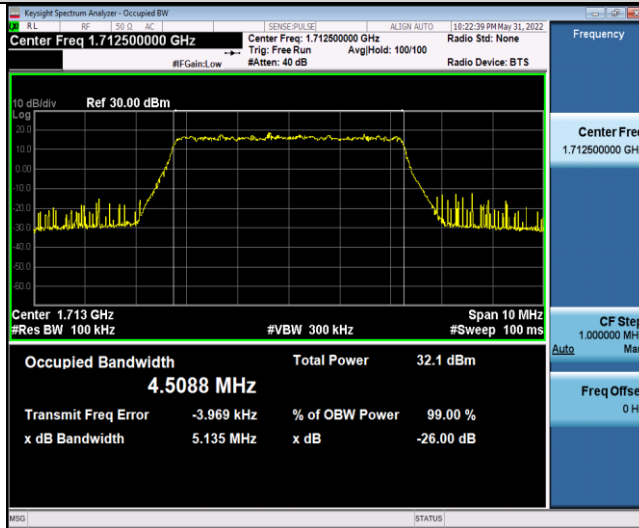 Keysight Spectrum Analyzer - Occupied BW
RL RF 50 Ω AC SENSE:PULSE ALIGN AUTO 10:22:39 PM May 31, 2022
Center Freq 1.712500000 GHz
Center Freq: 1.712500000 GHz Radio Std: None
Trig: Free Run Avg|Hold: 100/100
#IFGain:Low #Atten: 40 dB Radio Device: BTS
Frequency
10 dB/div Ref 30.00 dBm
Log
20.0
10.0
0.00
-10.0
-20.0
-30.0
-40.0
-50.0
-60.0
Center Fre
1.712500000 GH
Center 1.713 GHz Span 10 MHz
#Res BW 100 kHz #VBW 300 kHz #Sweep 100 ms
CF Ste
1.000000 MH
Auto Ma
Occupied Bandwidth Total Power 32.1 dBm
4.5088 MHz
Transmit Freq Error -3.969 kHz % of OBW Power 99.00 %
x dB Bandwidth 5.135 MHz x dB -26.00 dB
Freq Offse
0 H
MSG STATUS